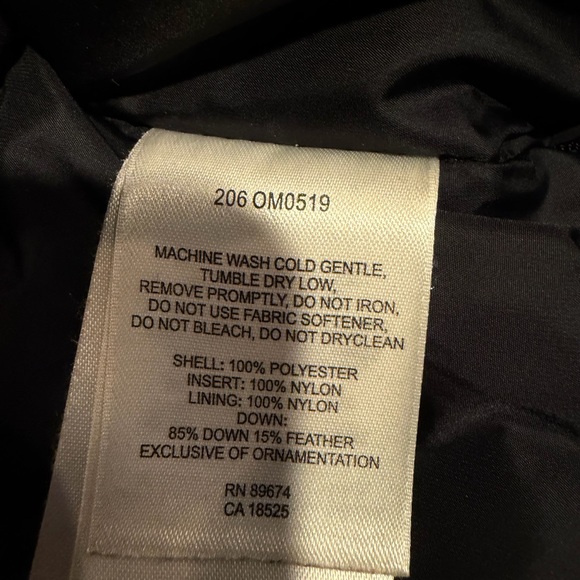 206 OM0519
MACHINE WASH COLD GENTLE,
TUMBLE DRY LOW,
REMOVE PROMPTLY, DO NOT IRON,
DO NOT USE FABRIC SOFTENER,
DO NOT BLEACH, DO NOT DRYCLEAN
SHELL: 100% POLYESTER
INSERT: 100% NYLON
LINING: 100% NYLON
DOWN:
85% DOWN 15% FEATHER
EXCLUSIVE OF ORNAMENTATION
RN 89674
CA 18525